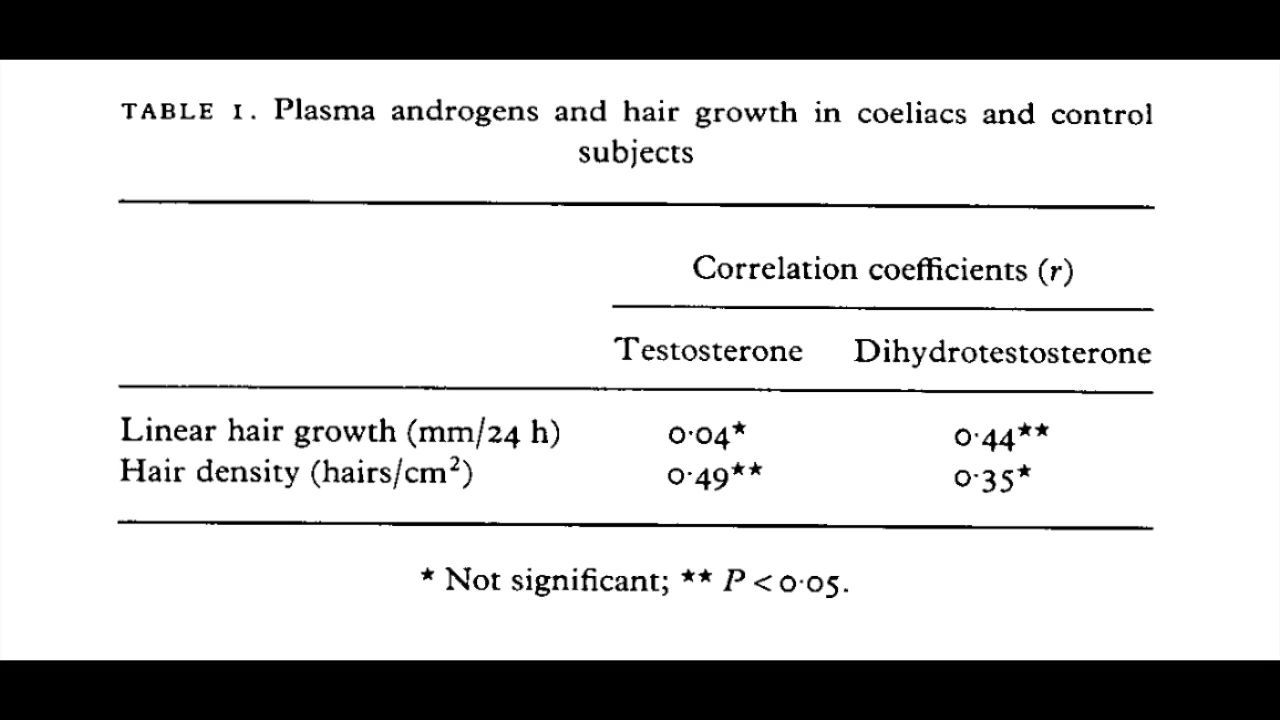 TABLE 1. Plasma androgens and hair growth in coeliacs and control
subjects
Correlation coefficients (r)
Testosterone Dihydrotestosterone
Linear hair growth (mm/24 h) 0·04* 0·44**
Hair density (hairs/cm²) 0·49** 0·35*
* Not significant; ** P < 0·05.